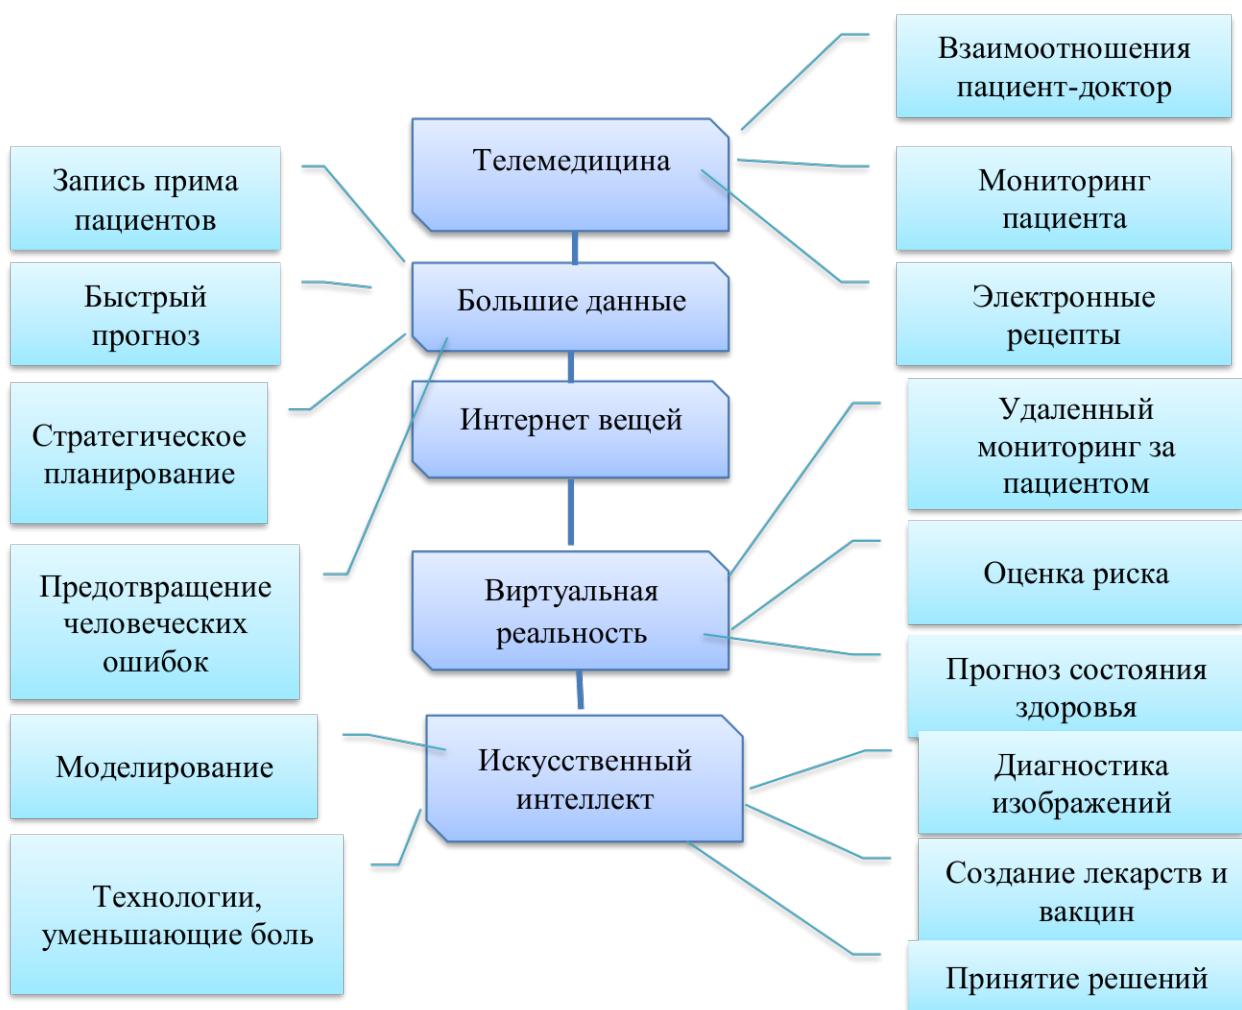 Взаимоотношения
пациент-доктор
Телемедицина
Мониторинг
пациента
Запись прима
пациентов
Электронные
рецепты
Большие данные
Быстрый
прогноз
Интернет вещей
Удаленный
мониторинг за
пациентом
Стратегическое
планирование
Оценка риска
Виртуальная
реальность
Предотвращение
человеческих
ошибок
Прогноз состояния
здоровья
Искусственный
интеллект
Моделирование
Диагностика
изображений
Создание лекарств и
вакцин
Технологии,
уменьшающие боль
Принятие решений